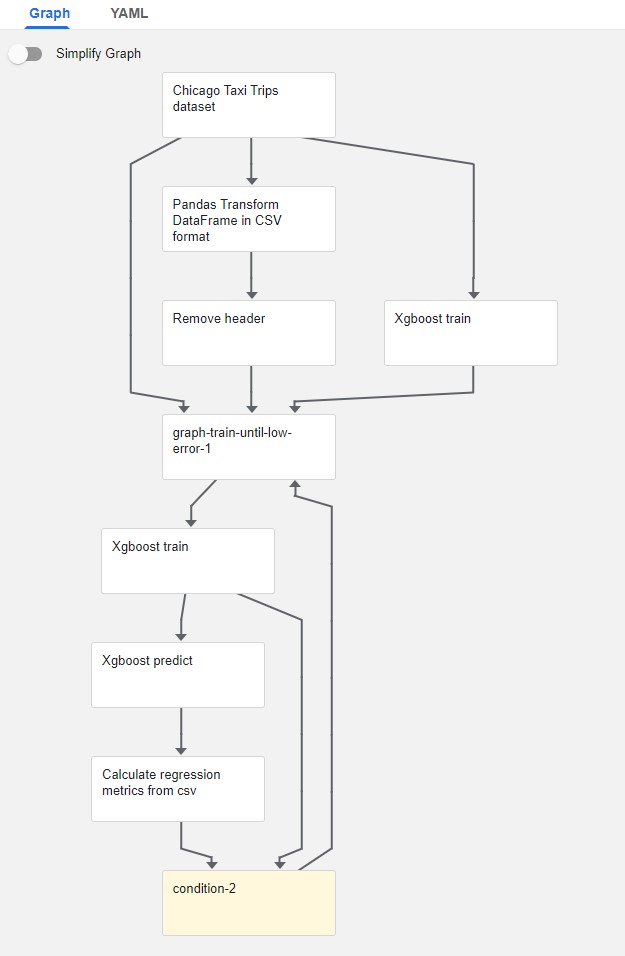 Graph
YAML
Simplify Graph
Chicago Taxi Trips
dataset
Pandas Transform
DataFrame in CSV
format
Remove header
Xgboost train
graph-train-until-low-
error-1
Xgboost train
Xgboost predict
Calculate regression
metrics from csv
condition-2